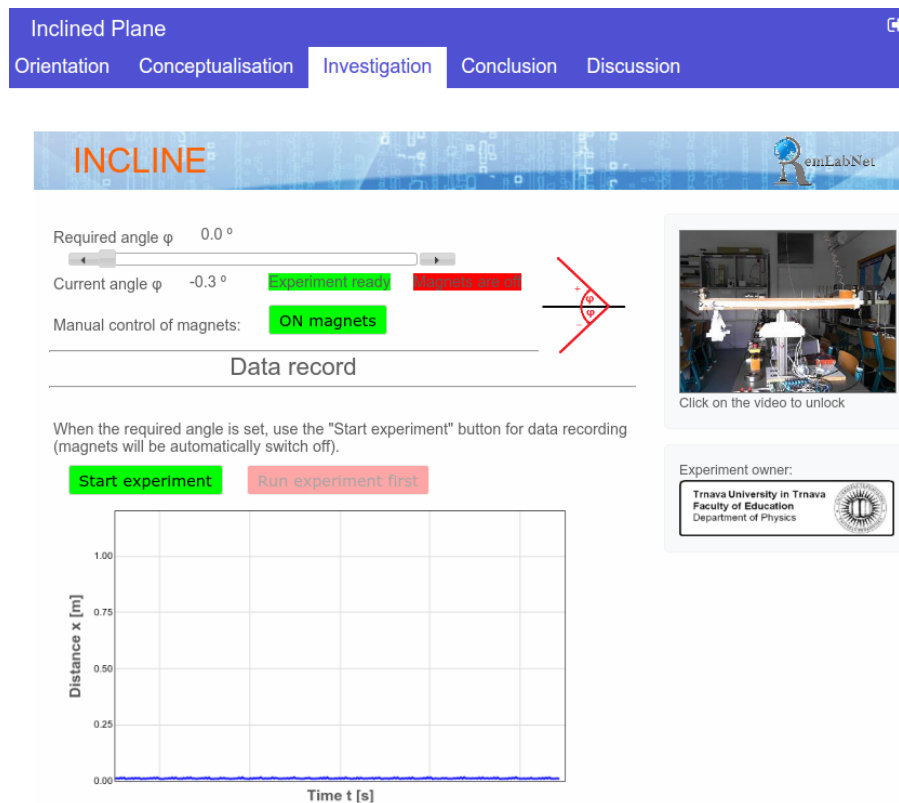 Inclined Plane
Orientation Conceptualisation Investigation Conclusion Discussion
INCLINE
RemLabNet
Required angle φ 0.0 º
Current angle φ -0.3 º Experiment ready Magnets are off
Manual control of magnets: ON magnets
+ φ
φ
−
Data record
Click on the video to unlock
When the required angle is set, use the "Start experiment" button for data recording
(magnets will be automatically switch off).
Start experiment Run experiment first
Experiment owner:
Trnava University in Trnava
Faculty of Education
Department of Physics
1.00
0.75
0.50
0.25
0.00
Distance x [m]
Time t [s]